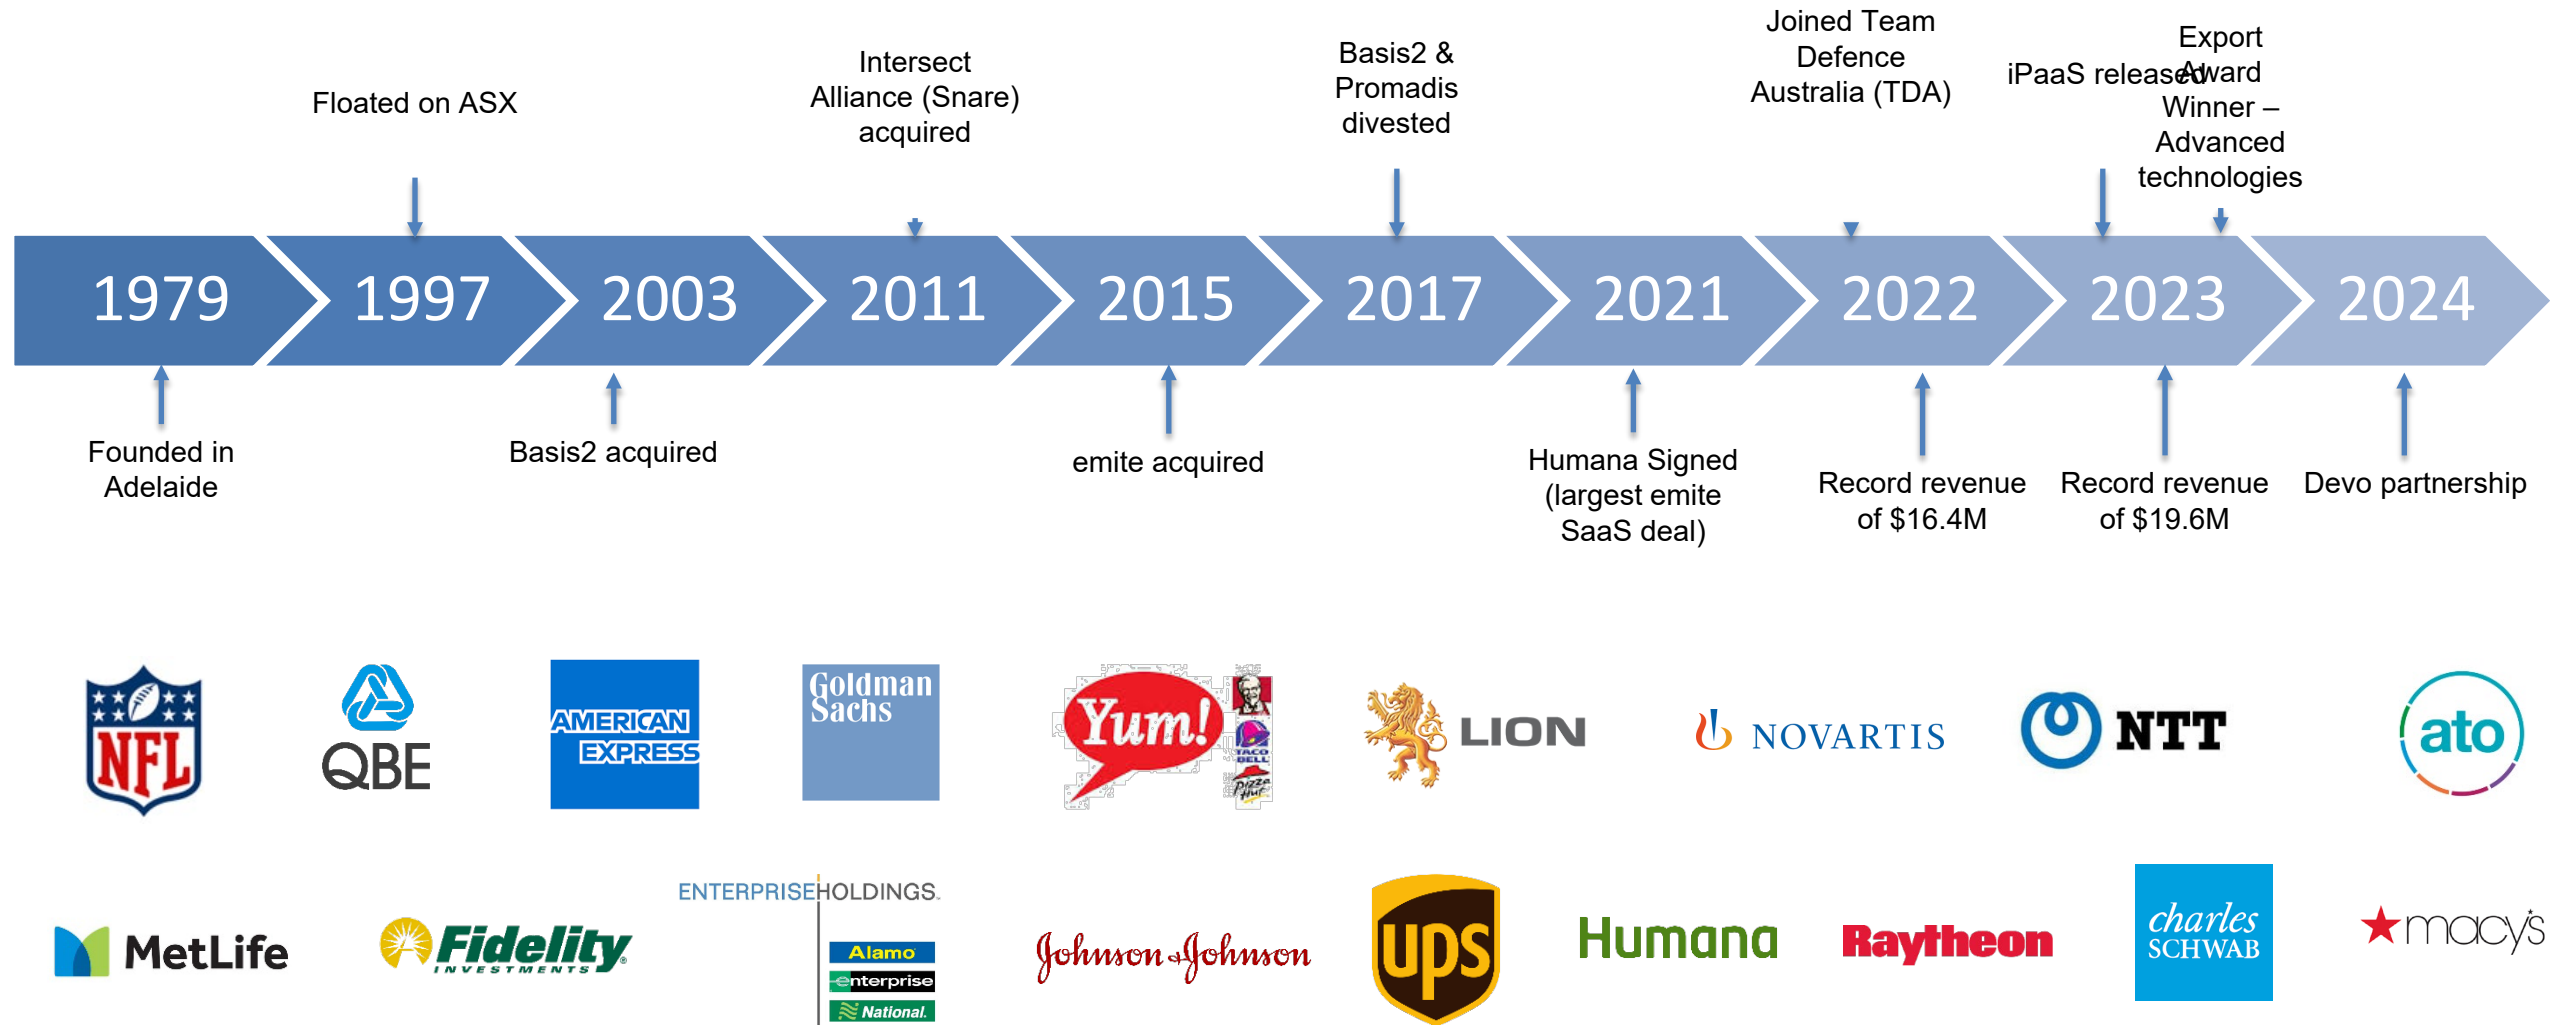 Floated on ASX
Intersect
Alliance (Snare)
acquired
Basis2 &
Promadis
divested
Joined Team
Defence
Australia (TDA)
iPaaS released
Export
Award
Winner –
Advanced
technologies
1979
1997
2003
2011
2015
2017
2021
2022
2023
2024
Founded in
Adelaide
Basis2 acquired
emite acquired
Humana Signed
(largest emite
SaaS deal)
Record revenue
of $16.4M
Record revenue
of $19.6M
Devo partnership
NFL
QBE
AMERICAN
EXPRESS
Goldman
Sachs
Yum!
TACO
BELL
Pizza
Hut
LION
NOVARTIS
NTT
ato
MetLife
Fidelity
INVESTMENTS
ENTERPRISEHOLDINGS
Alamo
enterprise
National.
Johnson & Johnson
ups
Humana
Raytheon
charles
SCHWAB
macy's